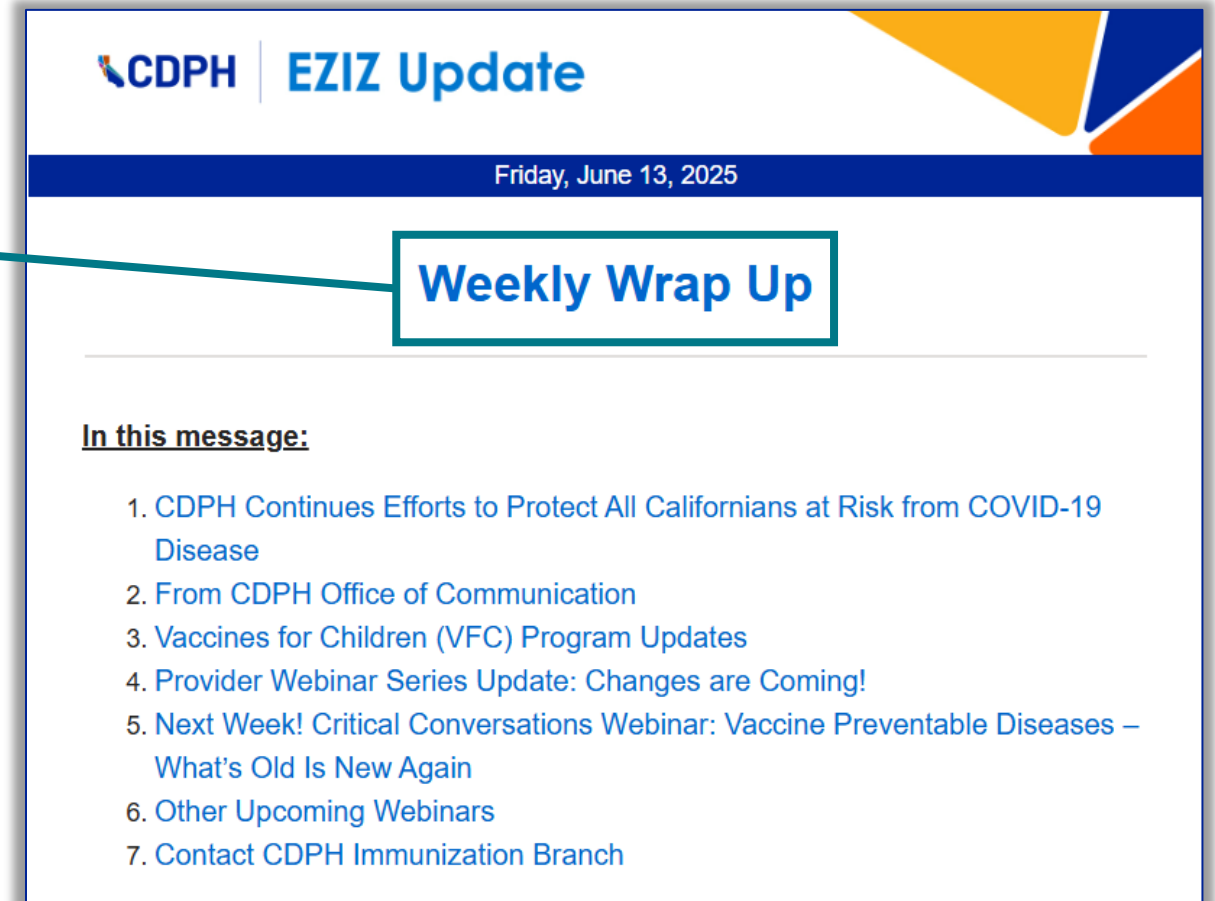 CDPH EZIZ Update
Friday, June 13, 2025
Weekly Wrap Up
In this message:
1. CDPH Continues Efforts to Protect All Californians at Risk from COVID-19
Disease
2. From CDPH Office of Communication
3. Vaccines for Children (VFC) Program Updates
4. Provider Webinar Series Update: Changes are Coming!
5. Next Week! Critical Conversations Webinar: Vaccine Preventable Diseases –
What’s Old Is New Again
6. Other Upcoming Webinars
7. Contact CDPH Immunization Branch